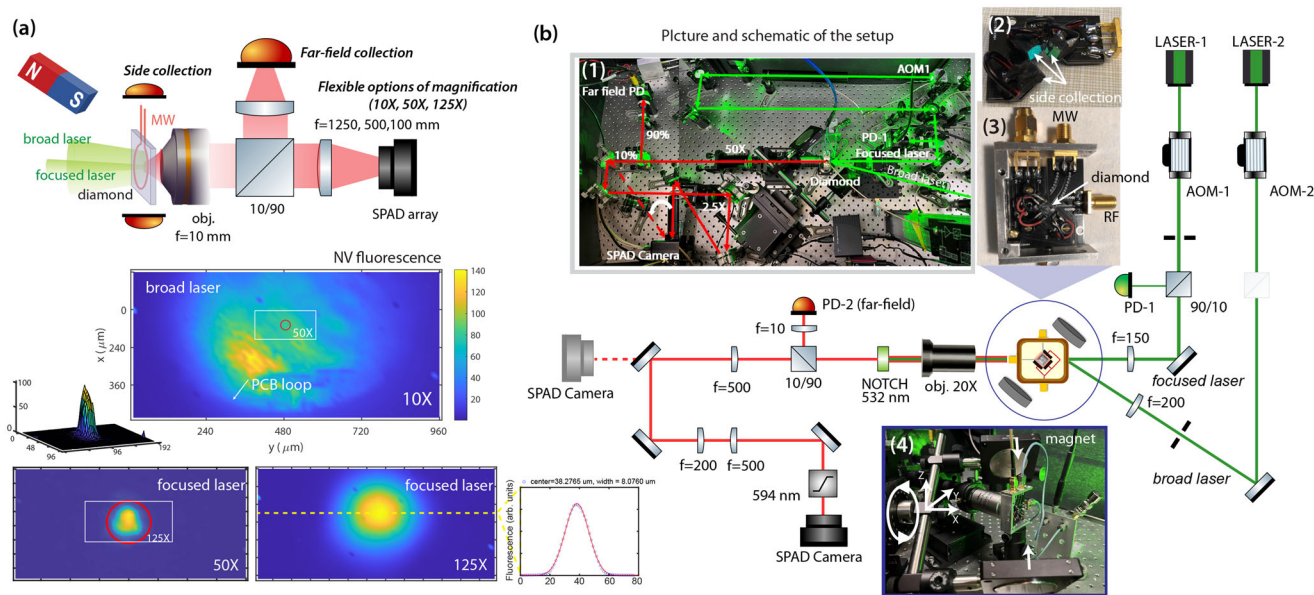 (a)
N
S
Side collection
Far-field collection
Flexible options of magnification
(10X, 50X, 125X)
f=1250, 500,100 mm
MW
broad laser
focused laser
diamond
obj.
f=10 mm
10/90
SPAD array
NV fluorescence
broad laser
50X
PCB loop
10X
x (μm)
0
240
360
240
480
600
960
y (μm)
140
120
100
80
60
40
20
0
100
50
0
48
96
96
192
focused laser
125X
50X
focused laser
125X
center=38.2765 um, width = 8.0760 um
Fluorescence (arb. units)
0
20
40
60
80
(b)
PIcture and schematic of the setup
(1)
Far field PD
90%
10%
50X
AOM1
PD-1
Focused laser
Broad laser
Diamond
2.5X
SPAD Camera
(2)
side collection
(3)
MW
diamond
RF
LASER-1
LASER-2
AOM-1
AOM-2
PD-1
90/10
f=150
focused laser
f=200
broad laser
PD-2 (far-field)
f=10
10/90
NOTCH
532 nm
obj. 20X
f=500
SPAD Camera
f=200
f=500
594 nm
SPAD Camera
(4)
magnet
Z
Y
X